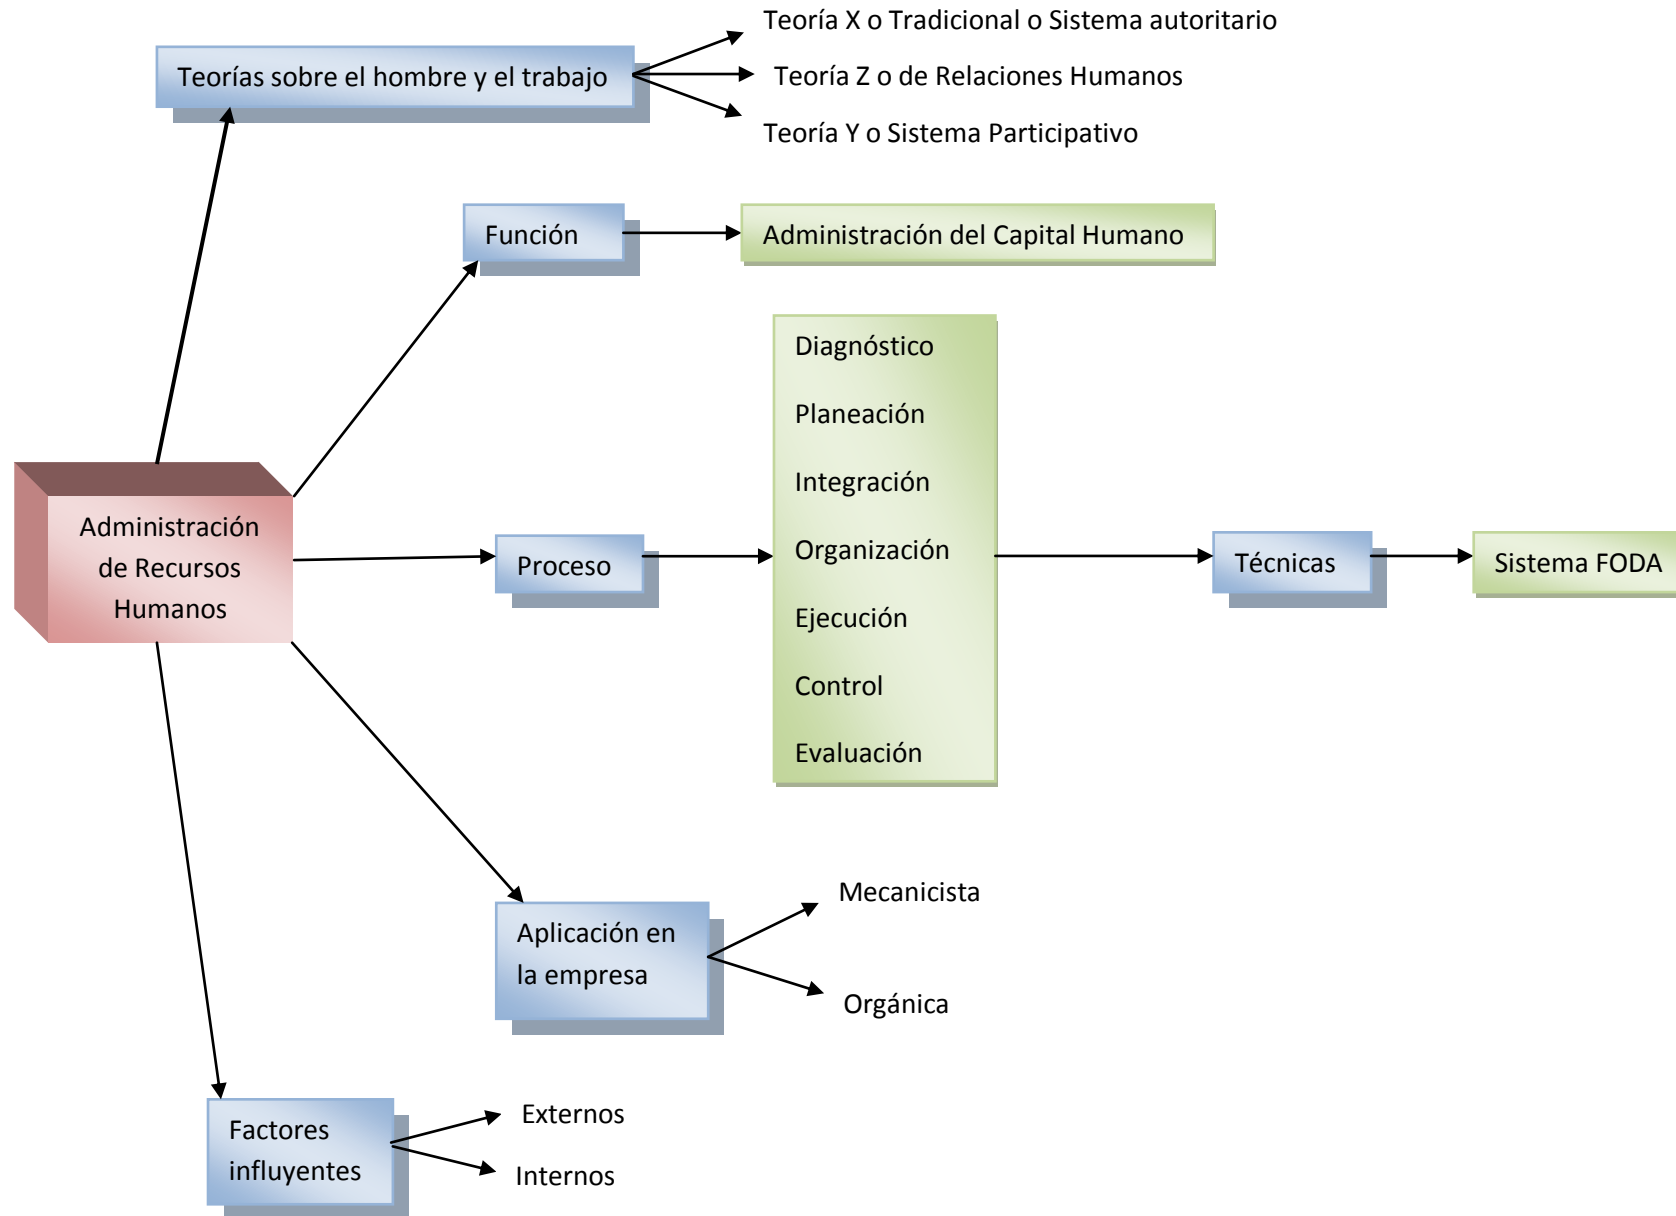 Teoría X o Tradicional o Sistema autoritario
Teorías sobre el hombre y el trabajo
Teoría Z o de Relaciones Humanos
Teoría Y o Sistema Participativo
Función
Administración del Capital Humano
Diagnóstico
Planeación
Integración
Organización
Ejecución
Control
Evaluación
Administración
de Recursos
Humanos
Proceso
Técnicas
Sistema FODA
Aplicación en
la empresa
Mecanicista
Orgánica
Factores
influyentes
Externos
Internos